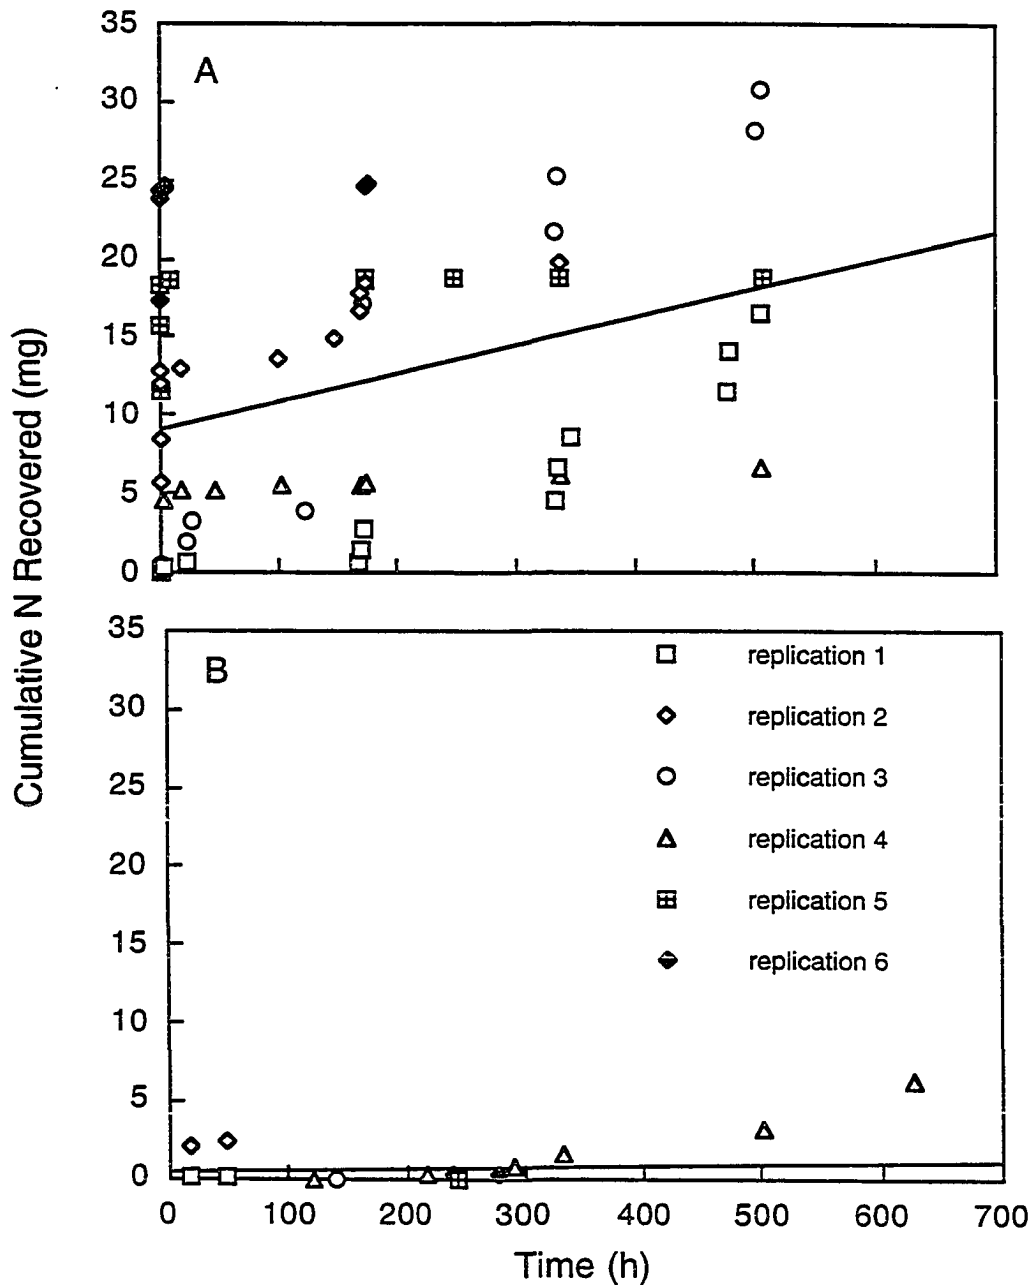 Cumulative N Recovered (mg)
35
A
30
25
20
15
10
5
0
35
B
30
25
20
15
10
5
0
replication 1
replication 2
replication 3
replication 4
replication 5
replication 6
0 100 200 300 400 500 600 700
Time (h)